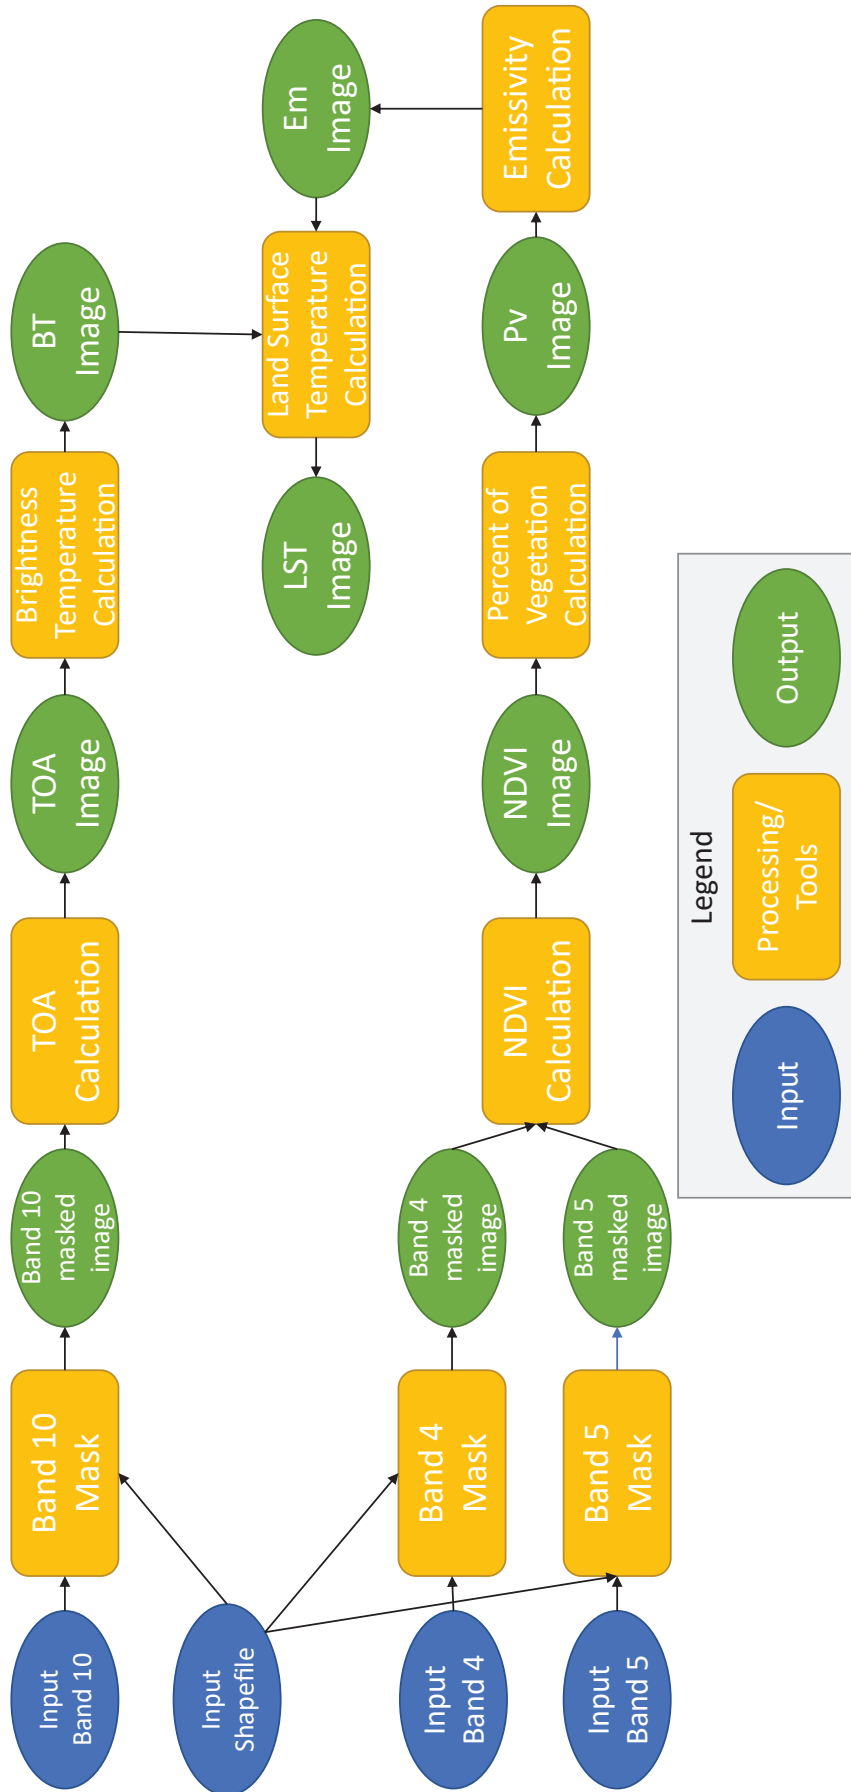 Input
Band 10
Band 10
Mask
Band 10
masked
image
TOA
Calculation
TOA
Image
Brightness
Temperature
Calculation
BT
Image
Input
Shapefile
LST
Image
Land Surface
Temperature
Calculation
Em
Image
Input
Band 4
Band 4
Mask
Band 4
masked
image
Input
Band 5
Band 5
Mask
Band 5
masked
image
NDVI
Calculation
NDVI
Image
Percent of
Vegetation
Calculation
Pv
Image
Emissivity
Calculation
Legend
Input
Processing/
Tools
Output